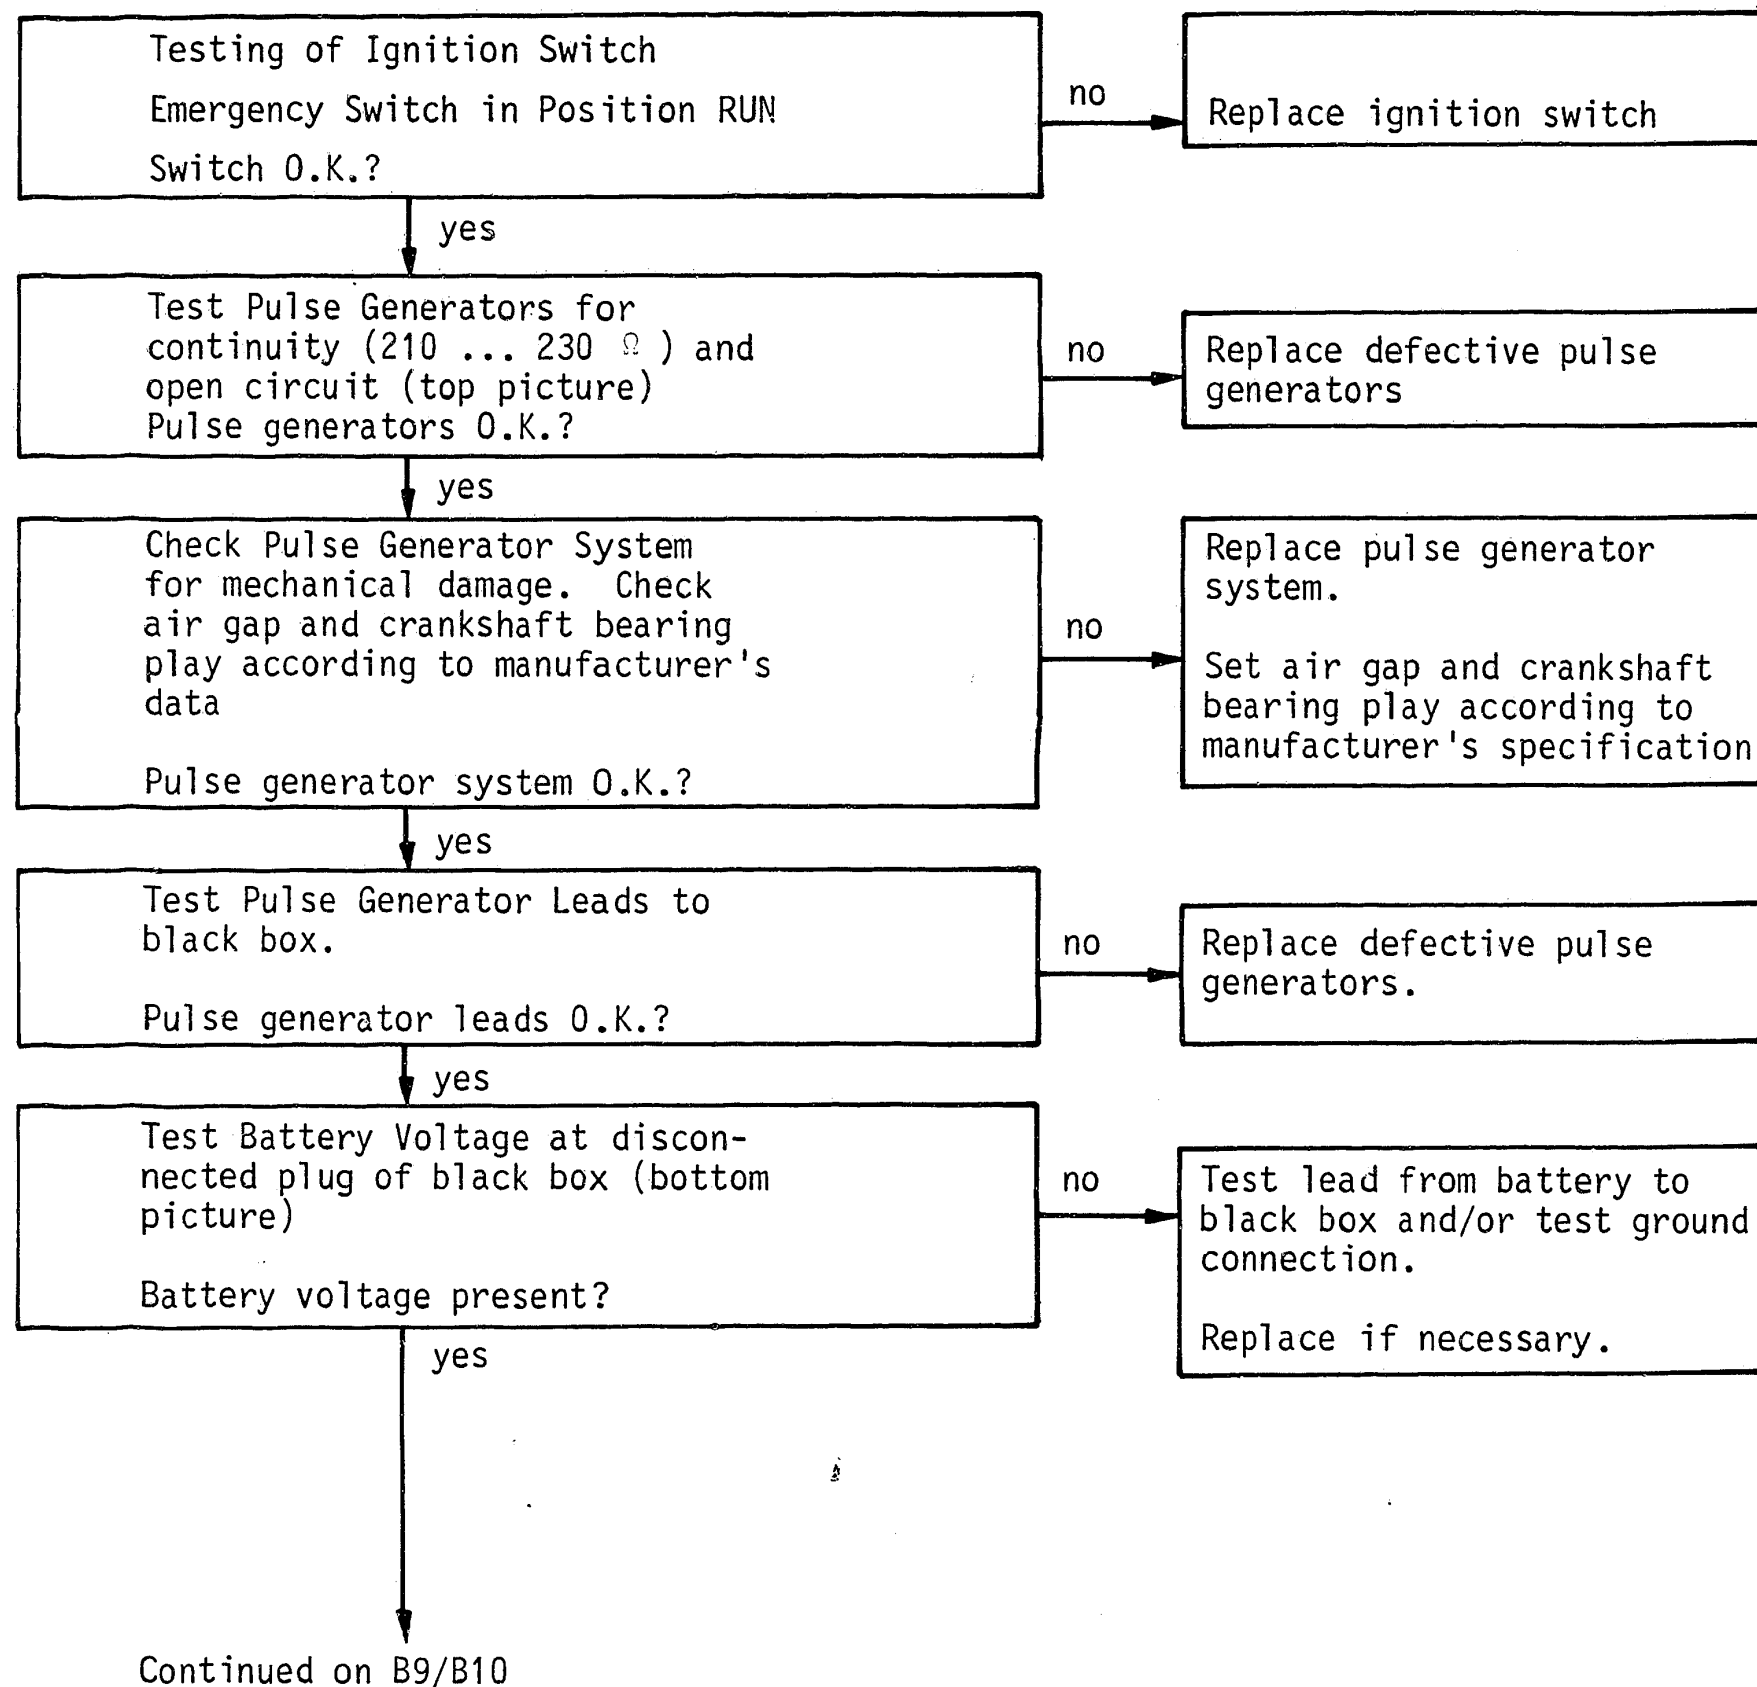 Testing of Ignition Switch
Emergency Switch in Position RUN
Switch O.K.?
no
Replace ignition switch
yes
Test Pulse Generators for
continuity (210 ... 230 Ω ) and
open circuit (top picture)
Pulse generators O.K.?
no
Replace defective pulse
generators
yes
Check Pulse Generator System
for mechanical damage.  Check
air gap and crankshaft bearing
play according to manufacturer's
data
Pulse generator system O.K.?
no
Replace pulse generator
system.
Set air gap and crankshaft
bearing play according to
manufacturer's specification
yes
Test Pulse Generator Leads to
black box.
Pulse generator leads O.K.?
no
Replace defective pulse
generators.
yes
Test Battery Voltage at discon-
nected plug of black box (bottom
picture)
Battery voltage present?
no
Test lead from battery to
black box and/or test ground
connection.
Replace if necessary.
yes
Continued on B9/B10